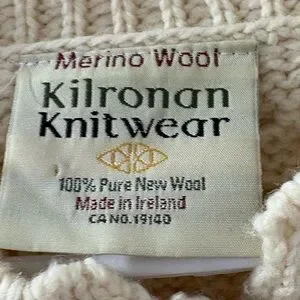 Merino Wool
Kilronan
Knitwear
100% Pure New Wool
Made in Ireland
CA NO. 19140